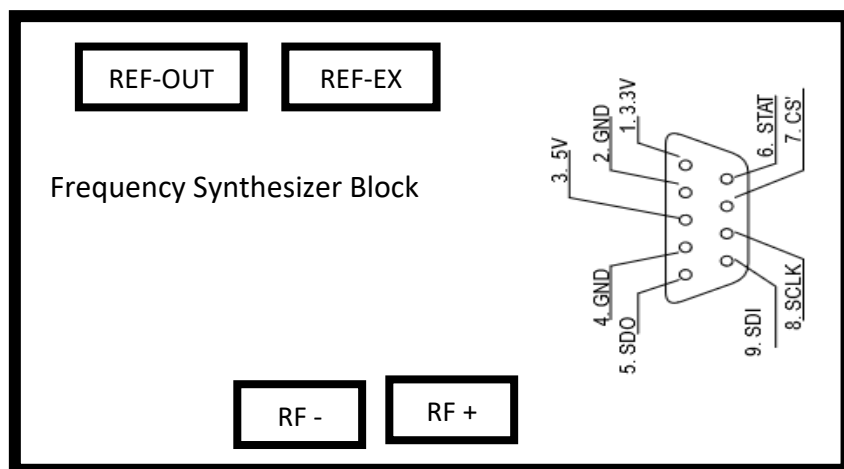 REF-OUT
REF-EX
Frequency Synthesizer Block
1. 3.3V
2. GND
3. 5V
4. GND
5. SDO
6. STAT
7. CS'
8. SCLK
9. SDI
RF -
RF +